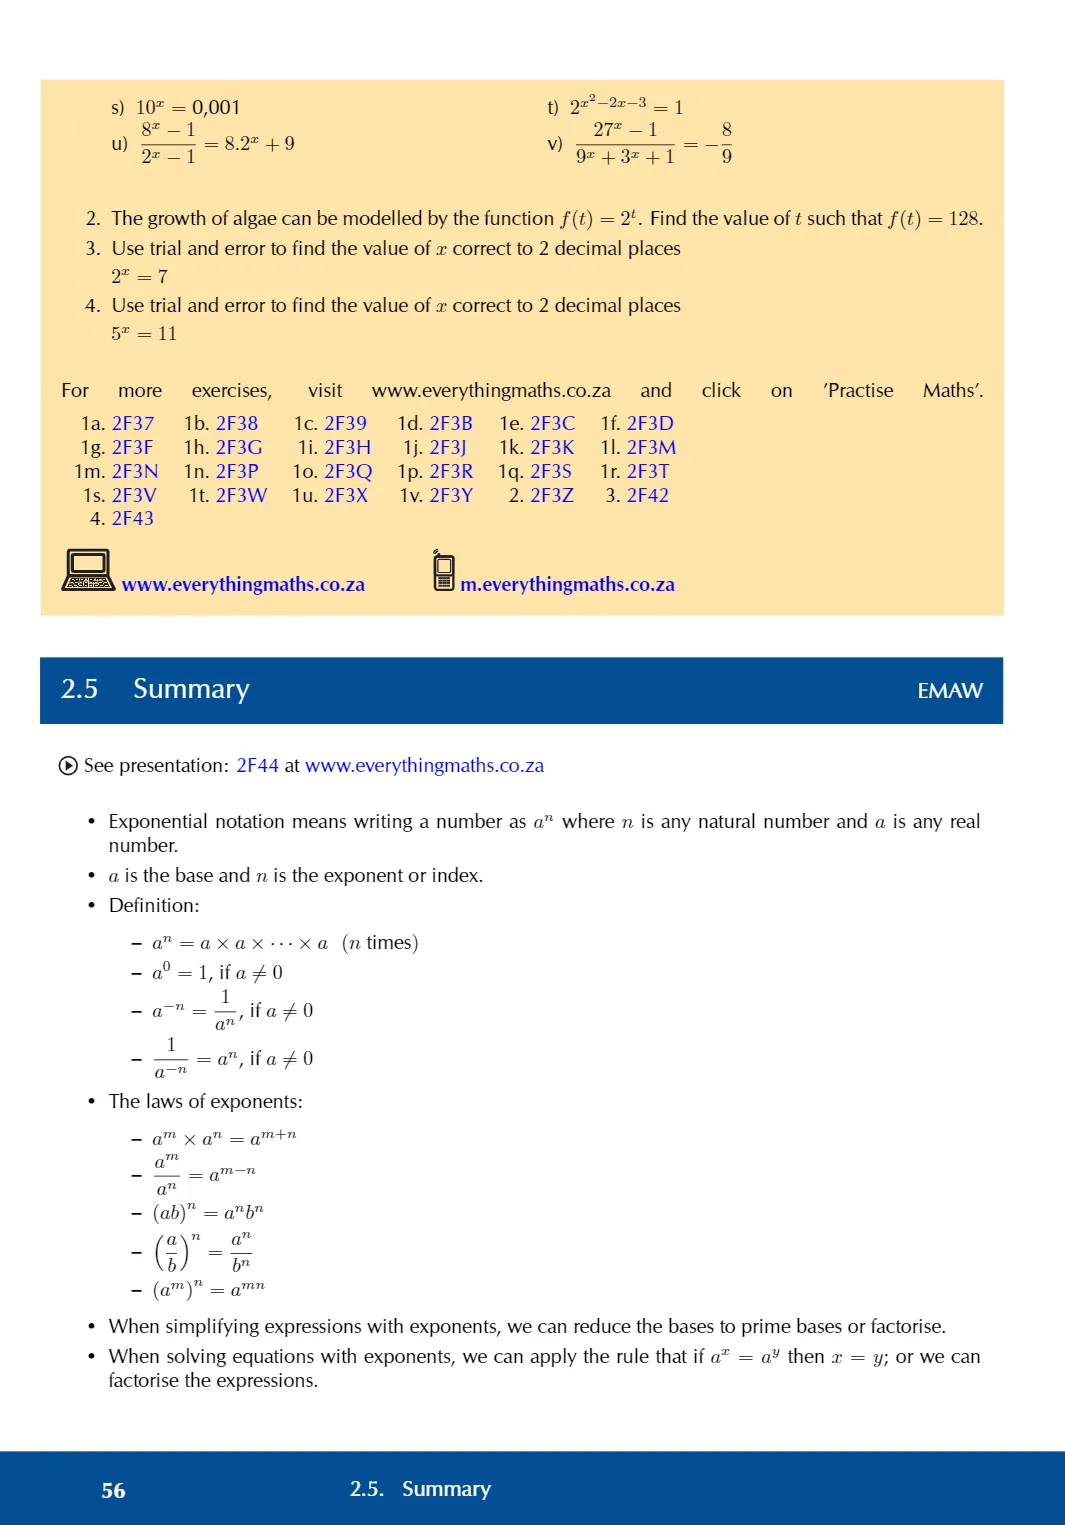 s) 10^x = 0,001 t) 2^{x^2−2x−3} = 1
u) \frac{8^x − 1}{2^x − 1} = 8.2^x + 9 v) \frac{27^x − 1}{9^x + 3^x + 1} = −\frac{8}{9}
2. The growth of algae can be modelled by the function f(t) = 2^t. Find the value of t such that f(t) = 128.
3. Use trial and error to find the value of x correct to 2 decimal places
2^x = 7
4. Use trial and error to find the value of x correct to 2 decimal places
5^x = 11
For more exercises, visit www.everythingmaths.co.za and click on ’Practise Maths’.
1a. 2F37 1b. 2F38 1c. 2F39 1d. 2F3B 1e. 2F3C 1f. 2F3D
1g. 2F3F 1h. 2F3G 1i. 2F3H 1j. 2F3J 1k. 2F3K 1l. 2F3M
1m. 2F3N 1n. 2F3P 1o. 2F3Q 1p. 2F3R 1q. 2F3S 1r. 2F3T
1s. 2F3V 1t. 2F3W 1u. 2F3X 1v. 2F3Y 2. 2F3Z 3. 2F42
4. 2F43
www.everythingmaths.co.za m.everythingmaths.co.za
2.5 Summary EMAW
See presentation: 2F44 at www.everythingmaths.co.za
• Exponential notation means writing a number as a^n where n is any natural number and a is any real
number.
• a is the base and n is the exponent or index.
• Definition:
– a^n = a × a × · · · × a (n times)
– a^0 = 1, if a ≠ 0
– a^{−n} = \frac{1}{a^n}, if a ≠ 0
– \frac{1}{a^{−n}} = a^n, if a ≠ 0
• The laws of exponents:
– a^m × a^n = a^{m+n}
– \frac{a^m}{a^n} = a^{m−n}
– (ab)^n = a^n b^n
– (\frac{a}{b})^n = \frac{a^n}{b^n}
– (a^m)^n = a^{mn}
• When simplifying expressions with exponents, we can reduce the bases to prime bases or factorise.
• When solving equations with exponents, we can apply the rule that if a^x = a^y then x = y; or we can
factorise the expressions.
56 2.5. Summary